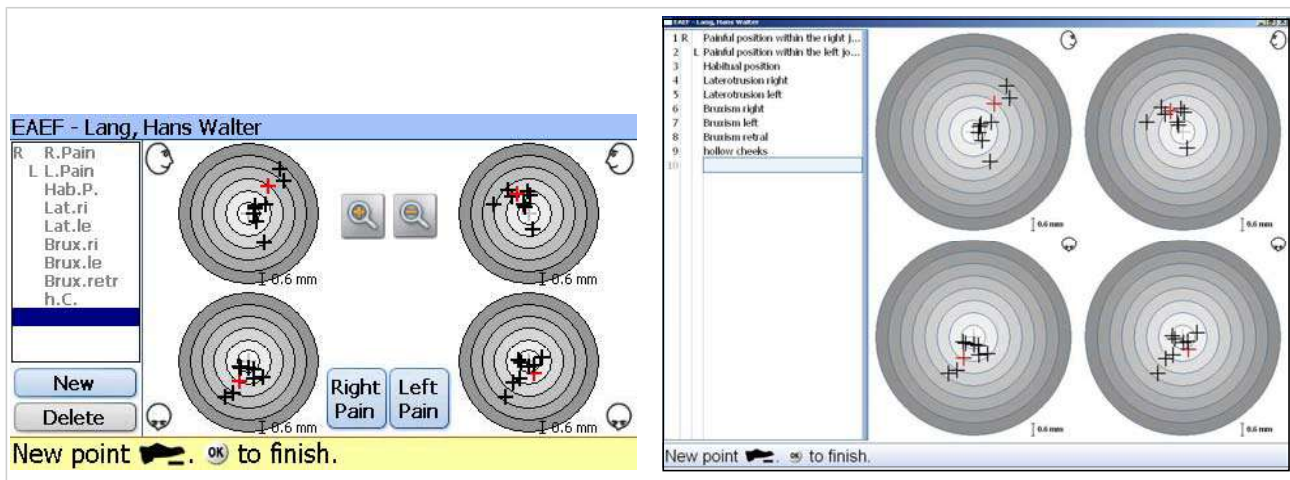 EAEF - Lang, Hans Walter
R R.Pain
L L.Pain
Hab.P.
Lat.ri
Lat.le
Brux.ri
Brux.le
Brux.retr
h.C.
New
Delete
0.6 mm
0.6 mm
0.6 mm
0.6 mm
Right Pain
Left Pain
New point . OK to finish.
EAEF - Lang, Hans Walter
1 R Painful position within the right j...
2 L Painful position within the left jo...
3 Habitual position
4 Laterotrusion right
5 Laterotrusion left
6 Bruxism right
7 Bruxism left
8 Bruxism retral
9 hollow cheeks
10
0.6 mm
0.6 mm
0.6 mm
0.6 mm
New point . OK to finish.